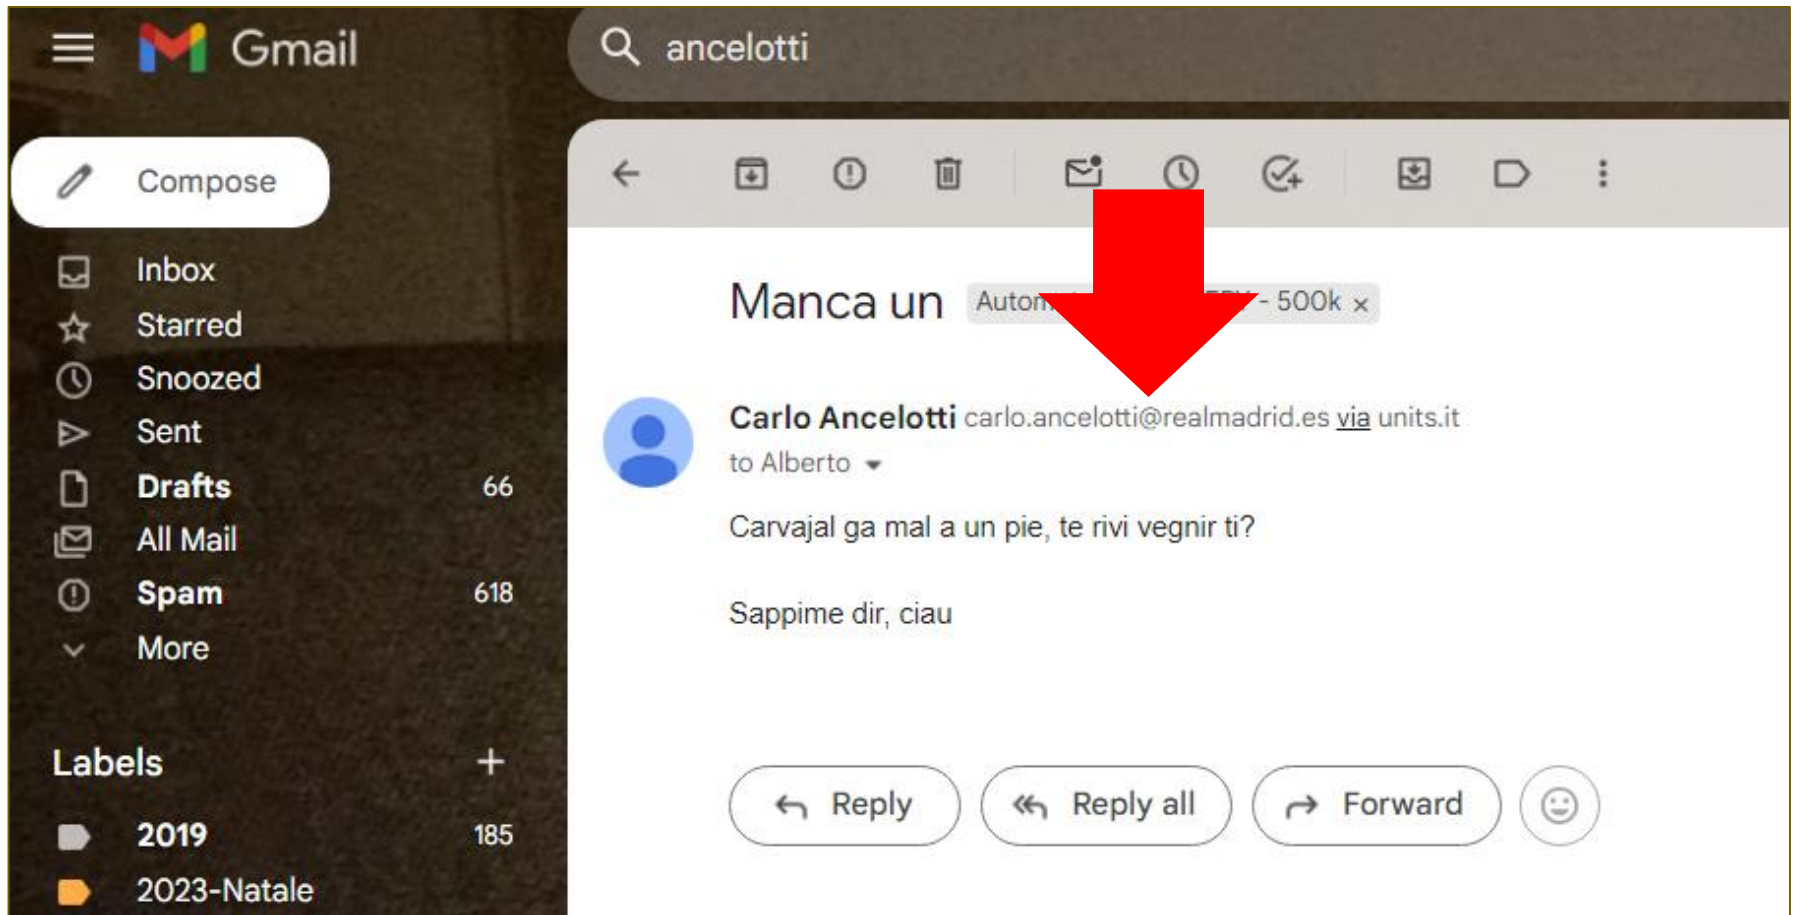 Gmail
ancelotti
Compose
Inbox
Starred
Snoozed
Sent
Drafts 66
All Mail
Spam 618
More
Labels +
2019 185
2023-Natale
Manca un - 500k ×
Carlo Ancelotti carlo.ancelotti@realmadrid.es via units.it
to Alberto
Carvajal ga mal a un pie, te rivi vegnir ti?
Sappime dir, ciau
Reply Reply all Forward